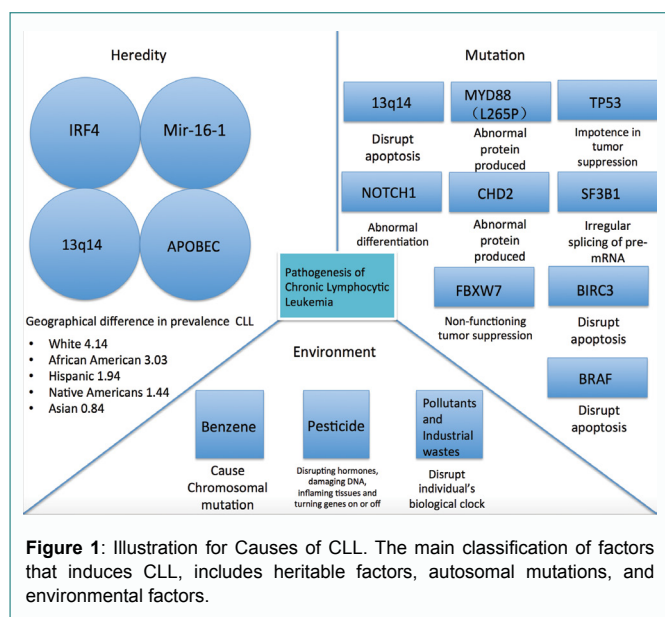 Heredity
IRF4
Mir-16-1
13q14
APOBEC
Geographical difference in prevalence CLL
• White 4.14
• African American 3.03
• Hispanic 1.94
• Native Americans 1.44
• Asian 0.84
Mutation
13q14
Disrupt
apoptosis
MYD88
（L265P）
Abnormal
protein
produced
TP53
Impotence in
tumor
suppression
NOTCH1
Abnormal
differentiation
CHD2
Abnormal
protein
produced
SF3B1
Irregular
splicing of pre-
mRNA
FBXW7
Non-functioning
tumor suppression
BIRC3
Disrupt
apoptosis
BRAF
Disrupt
apoptosis
Pathogenesis of
Chronic Lymphocytic
Leukemia
Environment
Benzene
Cause
Chromosomal
mutation
Pesticide
Disrupting hormones,
damaging DNA,
inflaming tissues and
turning genes on or off
Pollutants
and
Industrial
wastes
Disrupt
individual's
biological clock
Figure 1: Illustration for Causes of CLL. The main classification of factors
that induces CLL, includes heritable factors, autosomal mutations, and
environmental factors.